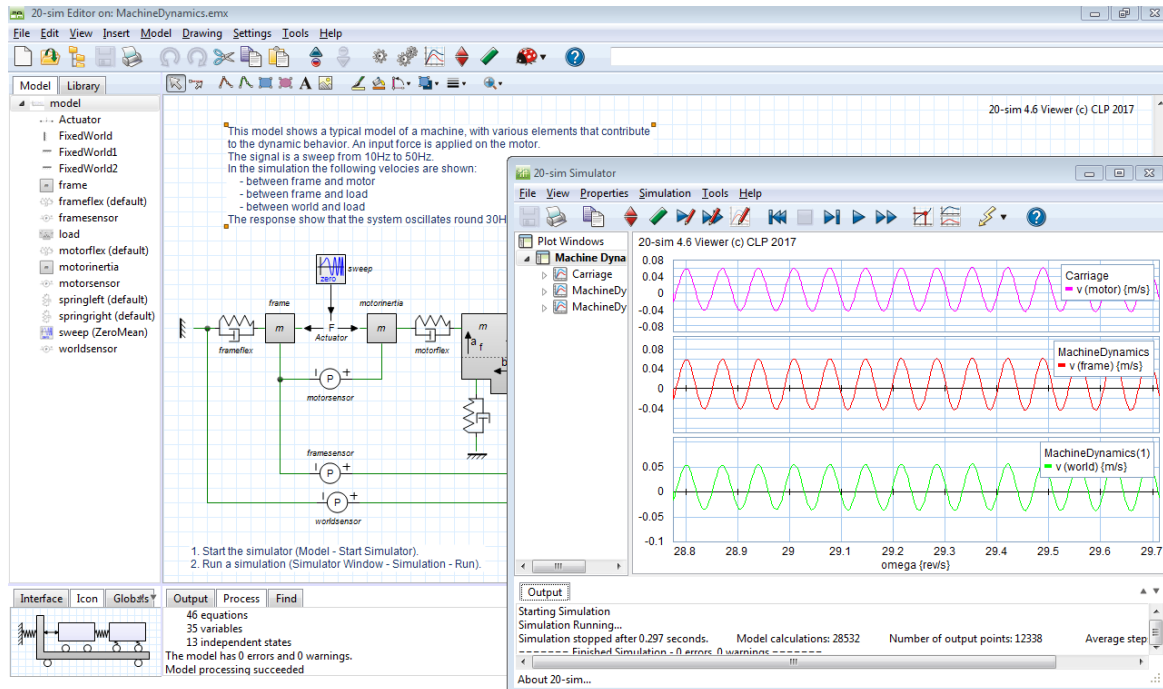 20-sim Editor on: MachineDynamics.emx
File Edit View Insert Model Drawing Settings Tools Help
Model Library
model
Actuator
FixedWorld
FixedWorld1
FixedWorld2
frame
frameflex (default)
framesensor
load
motorflex (default)
motorinertia
motorsensor
springleft (default)
springright (default)
sweep (ZeroMean)
worldsensor
20-sim 4.6 Viewer (c) CLP 2017
This model shows a typical model of a machine, with various elements that contribute
to the dynamic behavior. An input force is applied on the motor.
The signal is a sweep from 10Hz to 50Hz.
In the simulation the following velocies are shown:
- between frame and motor
- between frame and load
- between world and load
The response show that the system oscillates round 30H
zero
sweep
frame
motorinertia
m
F
m
m
a
f
b
frameflex
Actuator
motorflex
P
motorsensor
framesensor
P
P
worldsensor
1. Start the simulator (Model - Start Simulator).
2. Run a simulation (Simulator Window - Simulation - Run).
Interface Icon Globals
Output Process Find
46 equations
35 variables
13 independent states
The model has 0 errors and 0 warnings.
Model processing succeeded
20-sim Simulator
File View Properties Simulation Tools Help
Plot Windows
Machine Dyna
Carriage
MachineDy
MachineDy
20-sim 4.6 Viewer (c) CLP 2017
0.08
0.04
0
-0.04
-0.08
Carriage
v (motor) {m/s}
0.08
0.04
0
-0.04
MachineDynamics
v (frame) {m/s}
0.05
0
-0.05
-0.1
MachineDynamics(1)
v (world) {m/s}
28.8 28.9 29 29.1 29.2 29.3 29.4 29.5 29.6 29.7
omega {rev/s}
Output
Starting Simulation
Simulation Running...
Simulation stopped after 0.297 seconds. Model calculations: 28532 Number of output points: 12338 Average step
------- Finished Simulation - 0 errors, 0 warnings -------
About 20-sim...